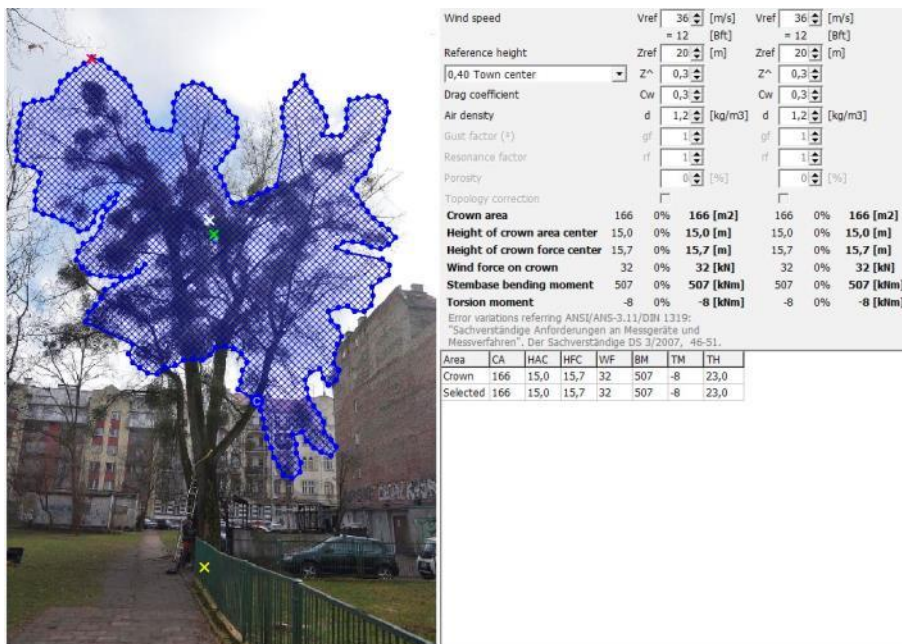 Wind speed Vref 36 [m/s] Vref 36 [m/s]
= 12 [Bft] = 12 [Bft]
Reference height Zref 20 [m] Zref 20 [m]
0,40 Town center Z^ 0,3 Z^ 0,3
Drag coefficient Cw 0,3 Cw 0,3
Air density d 1,2 [kg/m3] d 1,2 [kg/m3]
Gust factor (²) gf 1 gf 1
Resonance factor rf 1 rf 1
Porosity 0 [%] 0 [%]
Topology correction
Crown area 166 0% 166 [m2] 166 0% 166 [m2]
Height of crown area center 15,0 0% 15,0 [m] 15,0 0% 15,0 [m]
Height of crown force center 15,7 0% 15,7 [m] 15,7 0% 15,7 [m]
Wind force on crown 32 0% 32 [kN] 32 0% 32 [kN]
Stembase bending moment 507 0% 507 [kNm] 507 0% 507 [kNm]
Torsion moment -8 0% -8 [kNm] -8 0% -8 [kNm]
Error variations referring ANSI/ANS-3.11/DIN 1319:
"Sachverständige Anforderungen an Messgeräte und
Messverfahren". Der Sachverständige DS 3/2007, 46-51.
Area CA HAC HFC WF BM TM TH
Crown 166 15,0 15,7 32 507 -8 23,0
Selected 166 15,0 15,7 32 507 -8 23,0
C